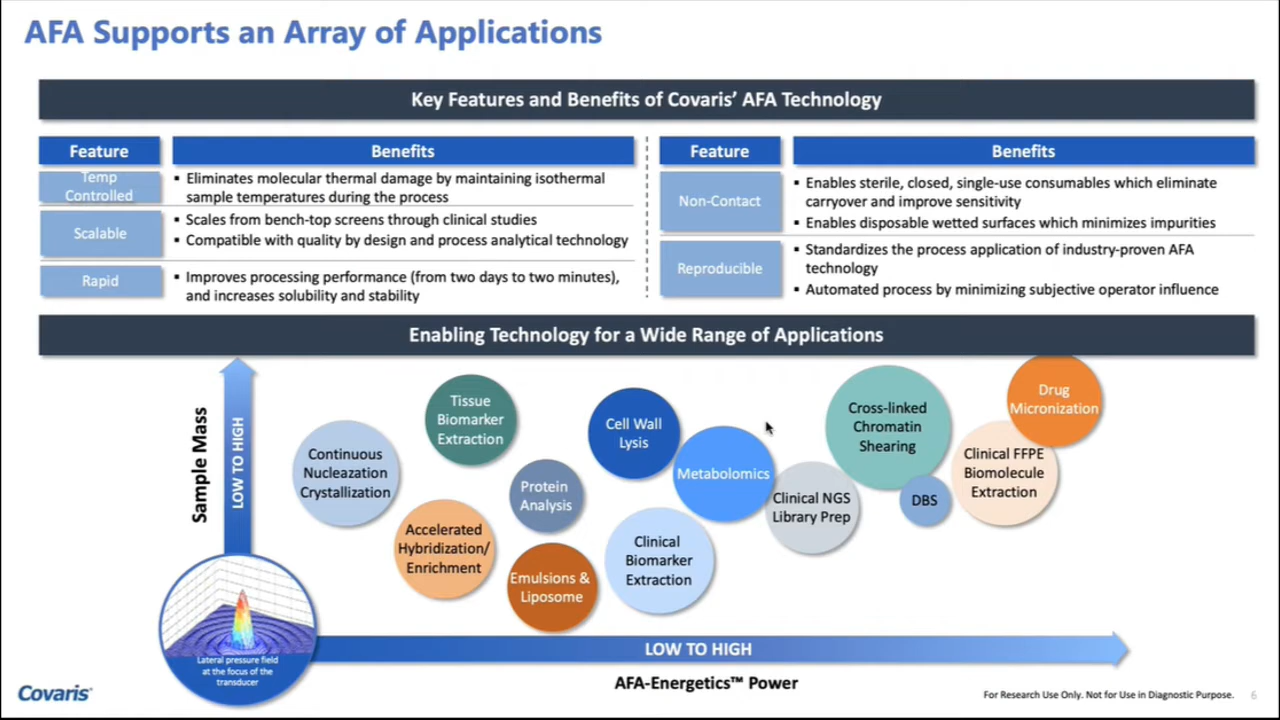 AFA Supports an Array of Applications
Key Features and Benefits of Covaris' AFA Technology
Feature
Benefits
Temp
Controlled
▪ Eliminates molecular thermal damage by maintaining isothermal
sample temperatures during the process
Scalable
▪ Scales from bench-top screens through clinical studies
▪ Compatible with quality by design and process analytical technology
Rapid
▪ Improves processing performance (from two days to two minutes),
and increases solubility and stability
Feature
Benefits
Non-Contact
▪ Enables sterile, closed, single-use consumables which eliminate
carryover and improve sensitivity
▪ Enables disposable wetted surfaces which minimizes impurities
Reproducible
▪ Standardizes the process application of industry-proven AFA
technology
▪ Automated process by minimizing subjective operator influence
Enabling Technology for a Wide Range of Applications
Sample Mass
LOW TO HIGH
Continuous
Nucleazation
Crystallization
Tissue
Biomarker
Extraction
Accelerated
Hybridization/
Enrichment
Protein
Analysis
Emulsions &
Liposome
Cell Wall
Lysis
Metabolomics
Clinical
Biomarker
Extraction
Clinical NGS
Library Prep
Cross-linked
Chromatin
Shearing
DBS
Clinical FFPE
Biomolecule
Extraction
Drug
Micronization
Lateral pressure field
at the focus of the
transducer
LOW TO HIGH
AFA-Energetics™ Power
Covaris®
For Research Use Only. Not for Use in Diagnostic Purpose.
6